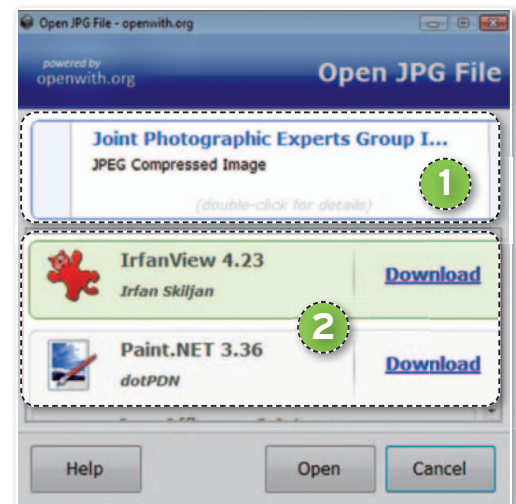 Open JPG File - openwith.org
powered by
openwith.org
Open JPG File
Joint Photographic Experts Group I...
JPEG Compressed Image
(double-click for details)
1
IrfanView 4.23
Irfan Skiljan
Download
2
Paint.NET 3.36
dotPDN
Download
Help
Open
Cancel